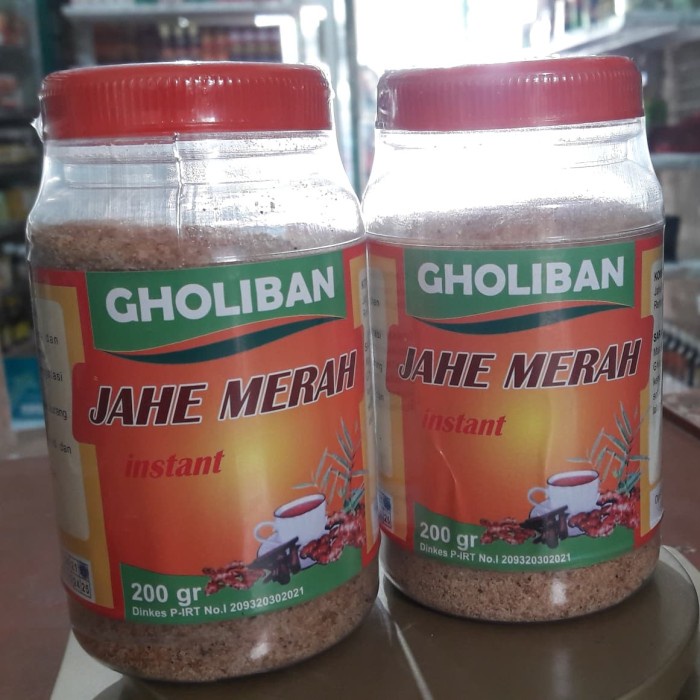 GHOLIBAN
JAHE MERAH
instant
200 gr
Dinkes P-IRT No.I 209320302021
GHOLIBAN
JAHE MERAH
instant
200 gr
Dinkes P-IRT No.I 209320302021